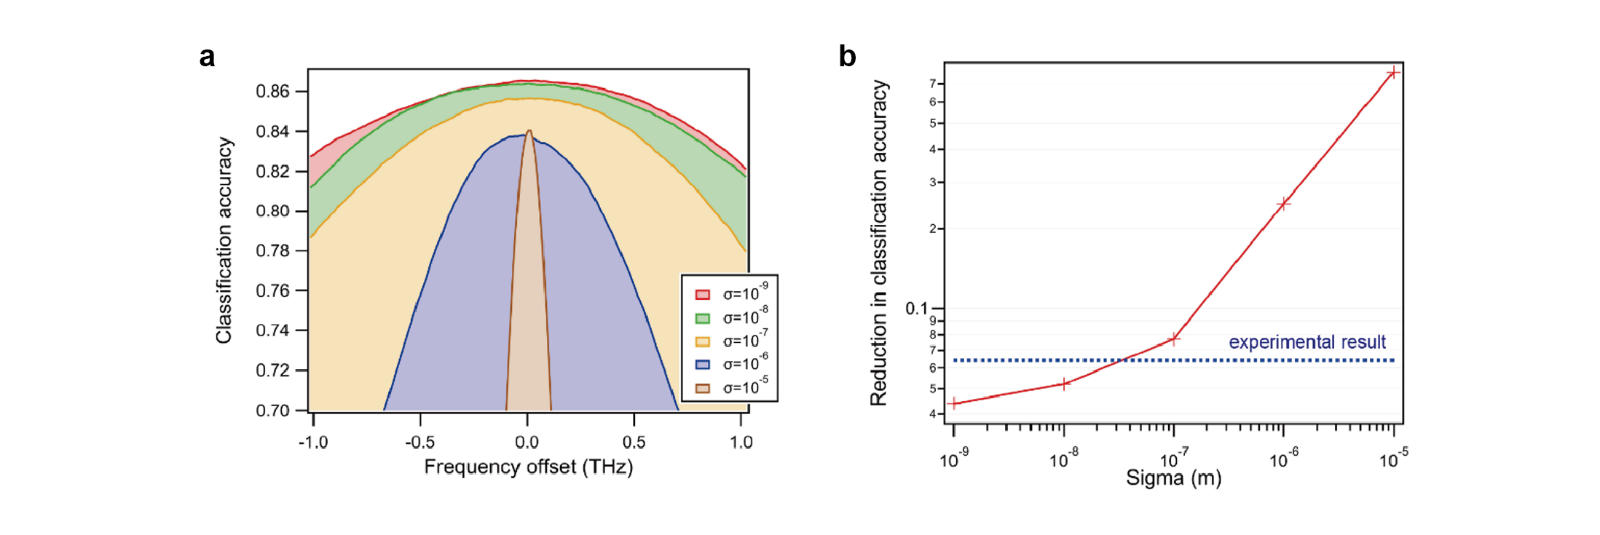 a
Classification accuracy
0.86
0.84
0.82
0.80
0.78
0.76
0.74
0.72
0.70
-1.0
-0.5
0.0
0.5
1.0
Frequency offset (THz)
σ=10-9
σ=10-8
σ=10-7
σ=10-6
σ=10-5
b
Reduction in classification accuracy
7
6
5
4
3
2
0.1
9
8
7
6
5
4
experimental result
10-9
10-8
10-7
10-6
10-5
Sigma (m)